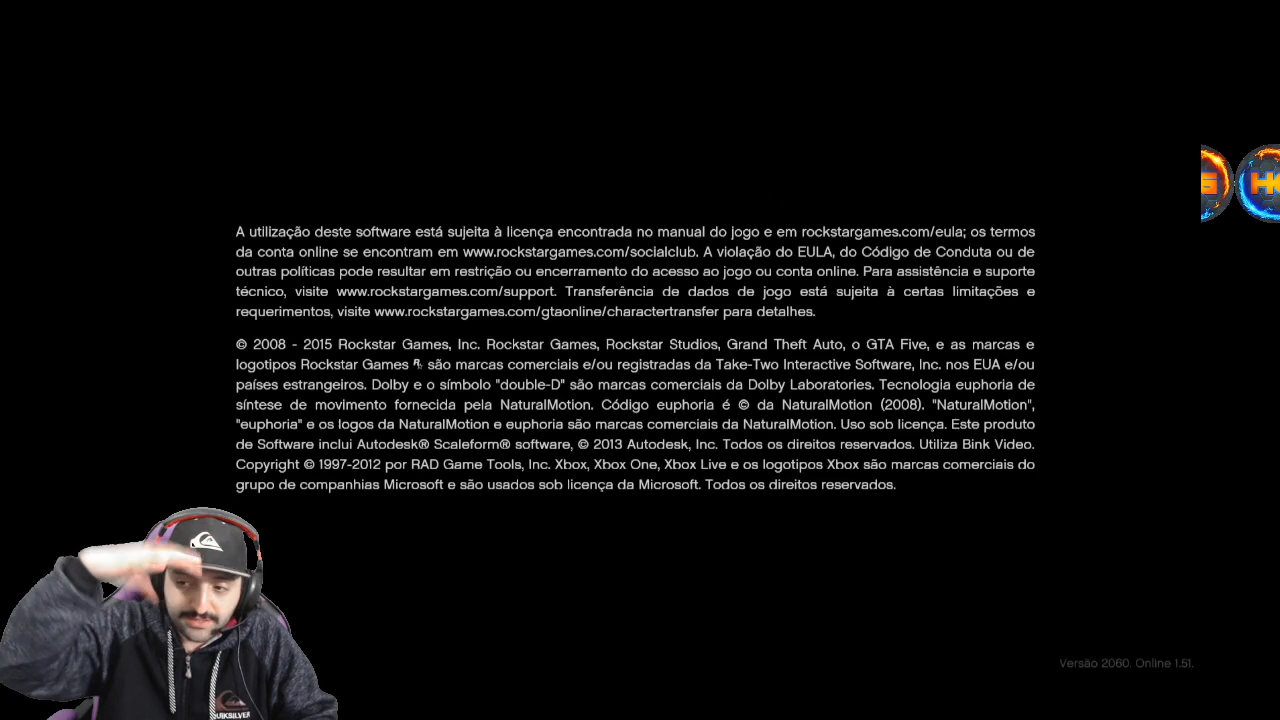 A utilização deste software está sujeita à licença encontrada no manual do jogo e em rockstargames.com/eula; os termos
da conta online se encontram em www.rockstargames.com/socialclub. A violação do EULA, do Código de Conduta ou de
outras políticas pode resultar em restrição ou encerramento do acesso ao jogo ou conta online. Para assistência e suporte
técnico, visite www.rockstargames.com/support. Transferência de dados de jogo está sujeita à certas limitações e
requerimentos, visite www.rockstargames.com/gtaonline/charactertransfer para detalhes.
© 2008 - 2015 Rockstar Games, Inc. Rockstar Games, Rockstar Studios, Grand Theft Auto, o GTA Five, e as marcas e
logotipos Rockstar Games R* são marcas comerciais e/ou registradas da Take-Two Interactive Software, Inc. nos EUA e/ou
países estrangeiros. Dolby e o símbolo "double-D" são marcas comerciais da Dolby Laboratories. Tecnologia euphoria de
síntese de movimento fornecida pela NaturalMotion. Código euphoria é © da NaturalMotion (2008). "NaturalMotion",
"euphoria" e os logos da NaturalMotion e euphoria são marcas comerciais da NaturalMotion. Uso sob licença. Este produto
de Software inclui Autodesk® Scaleform® software, © 2013 Autodesk, Inc. Todos os direitos reservados. Utiliza Bink Video.
Copyright © 1997-2012 por RAD Game Tools, Inc. Xbox, Xbox One, Xbox Live e os logotipos Xbox são marcas comerciais do
grupo de companhias Microsoft e são usados sob licença da Microsoft. Todos os direitos reservados.
QUIKSILVER
Versão 2060. Online 1.51.